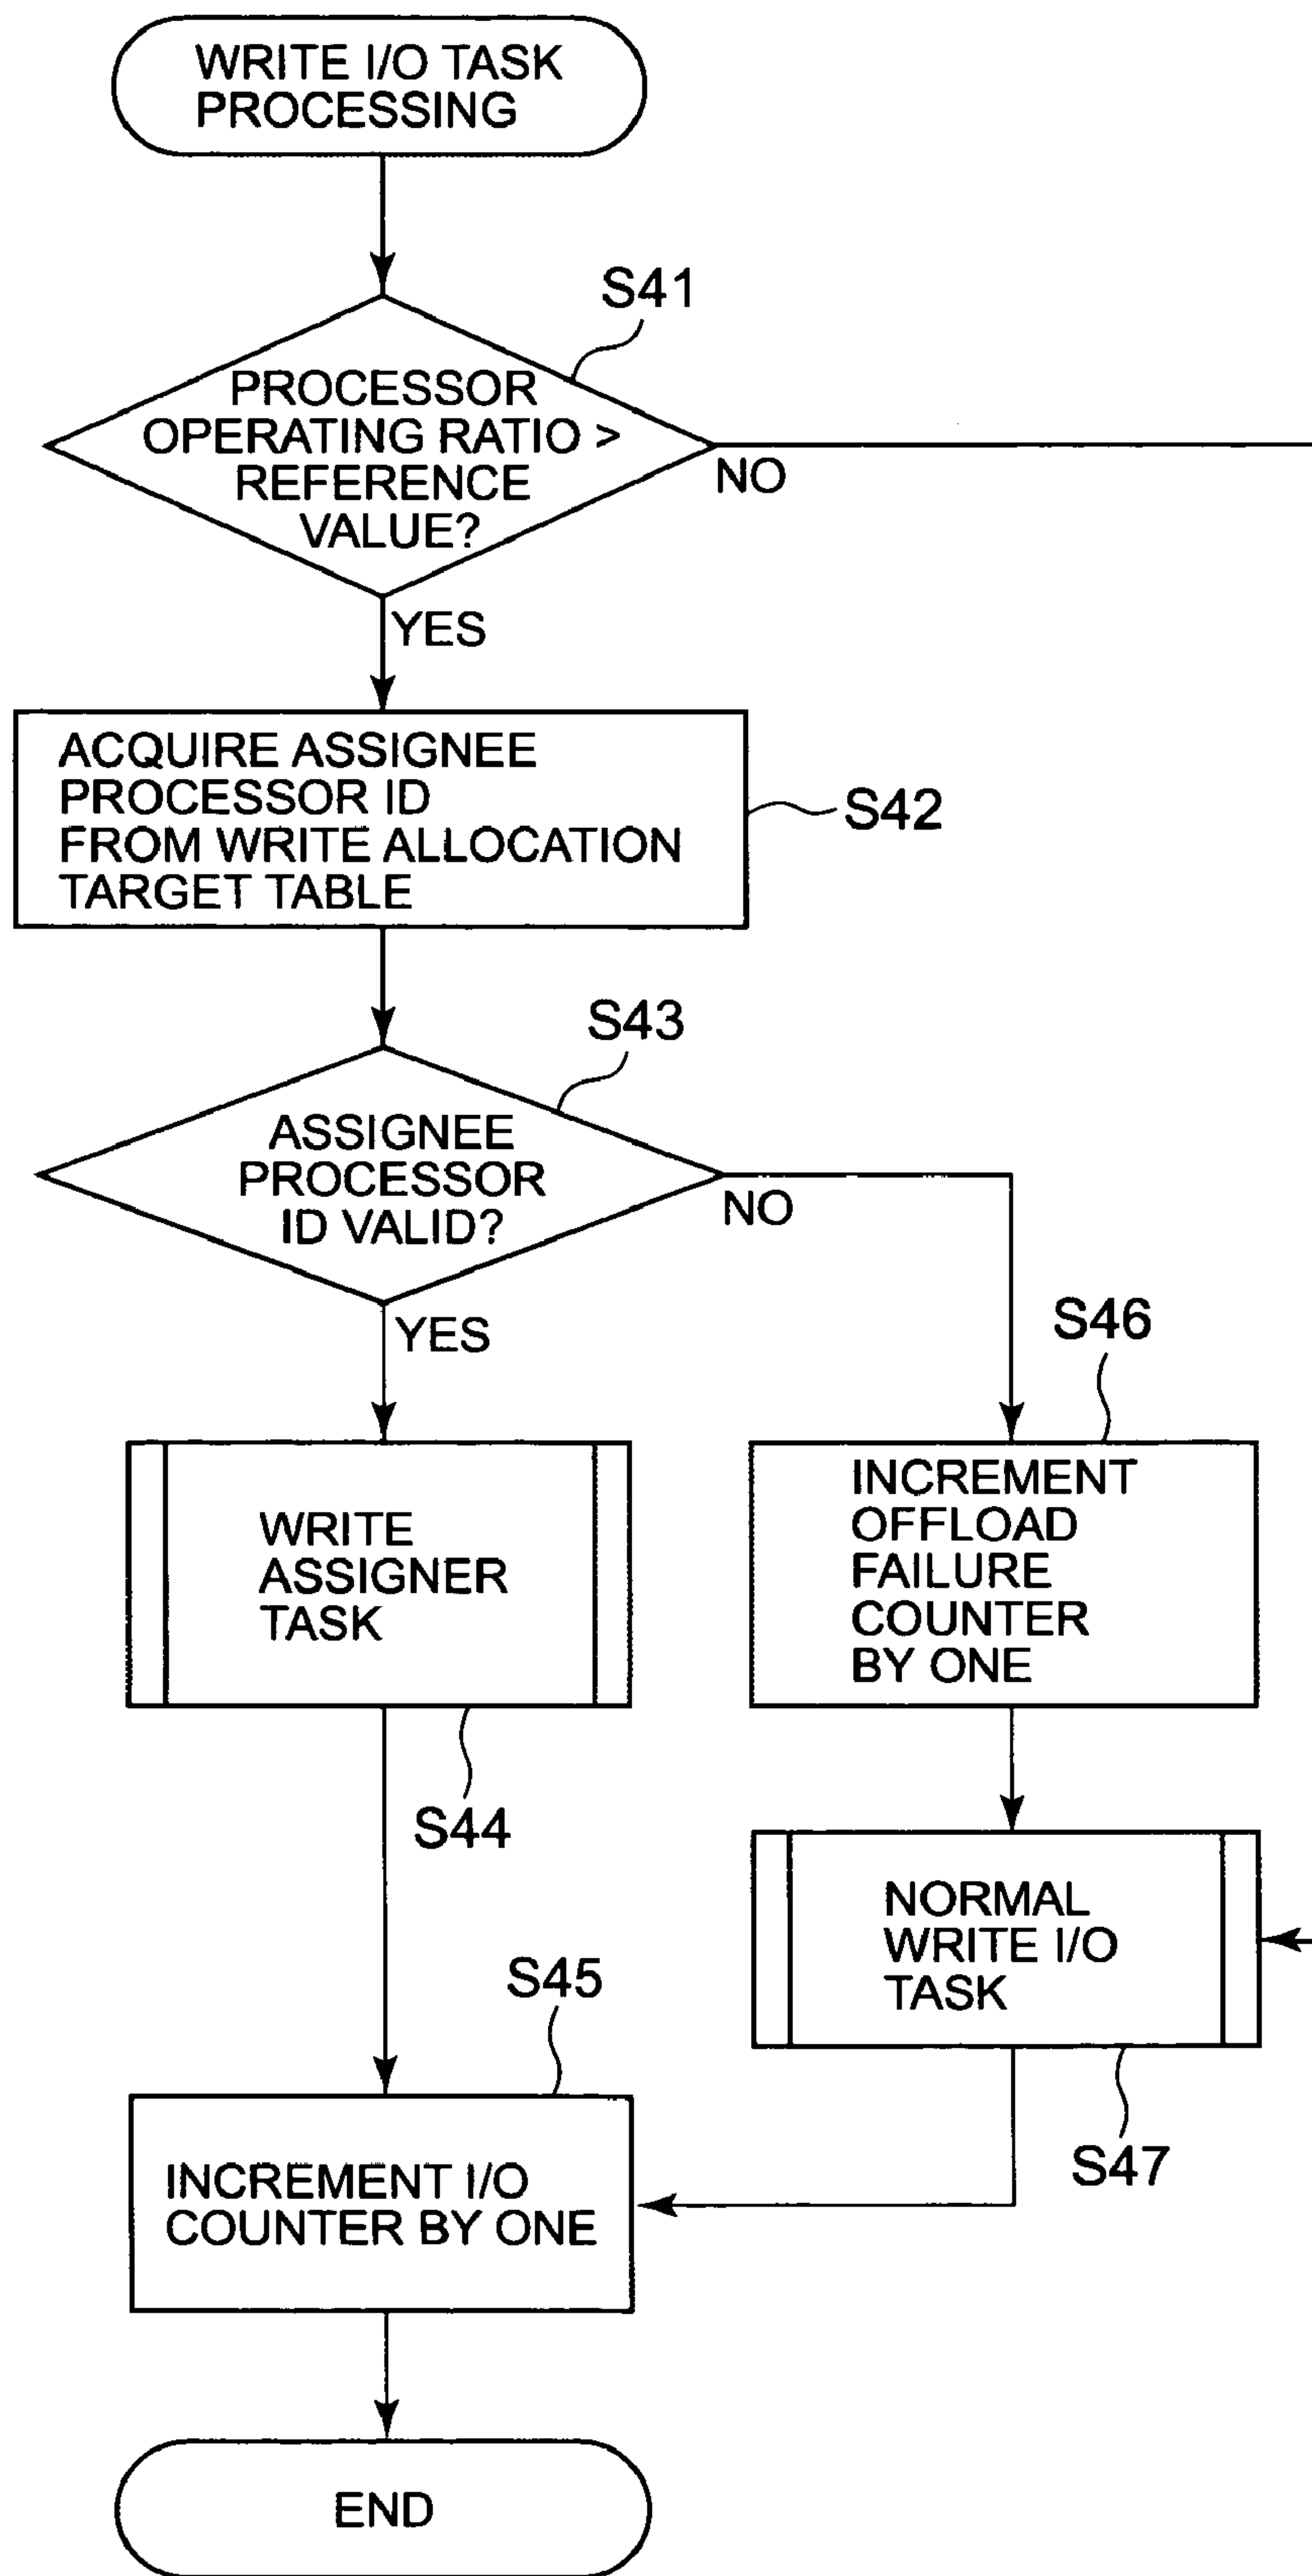 WRITE I/O TASK
PROCESSING
S41
PROCESSOR
OPERATING RATIO >
REFERENCE
VALUE?
NO
YES
ACQUIRE ASSIGNEE
PROCESSOR ID
FROM WRITE ALLOCATION
TARGET TABLE
S42
S43
ASSIGNEE
PROCESSOR
ID VALID?
NO
YES
S46
WRITE
ASSIGNER
TASK
INCREMENT
OFFLOAD
FAILURE
COUNTER
BY ONE
S44
NORMAL
WRITE I/O
TASK
S45
S47
INCREMENT I/O
COUNTER BY ONE
END